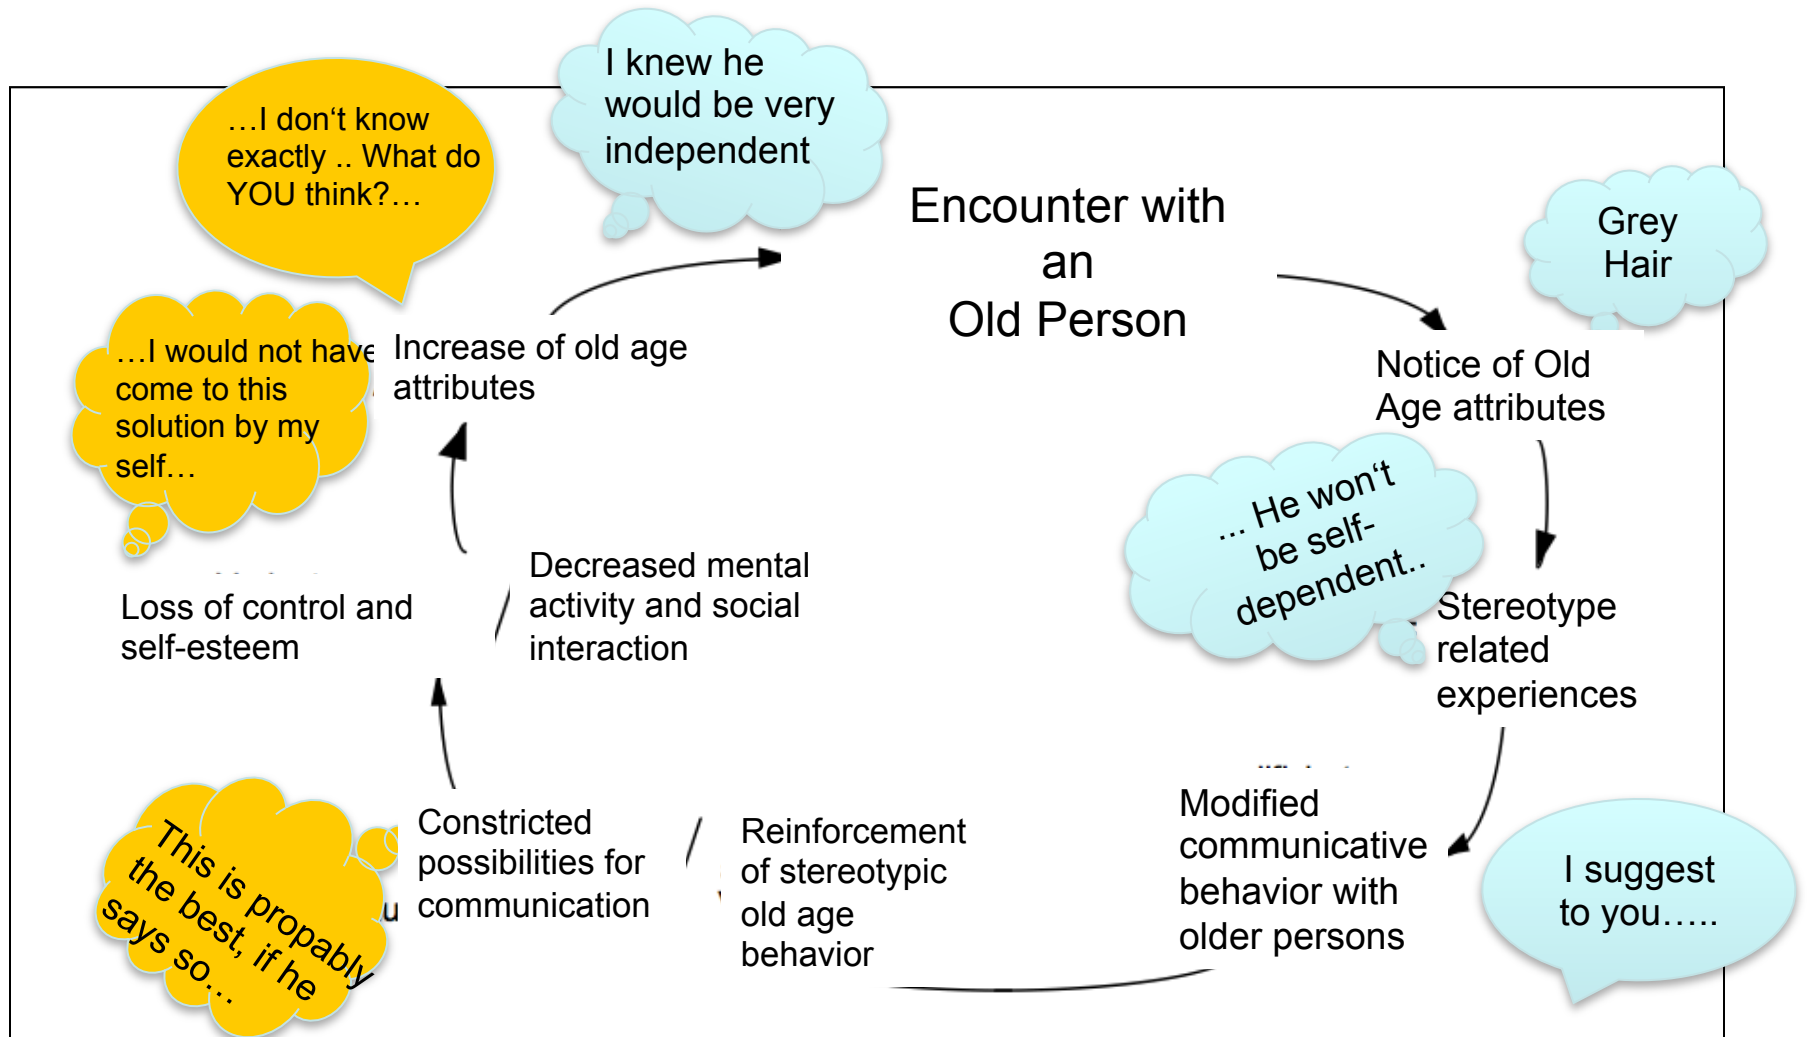 …I don‘t know
exactly .. What do
YOU think?…
I knew he
would be very
independent
Encounter with
an
Old Person
Grey
Hair
Notice of Old
Age attributes
... He won‘t
be self-
dependent..
Stereotype
related
experiences
Modified
communicative
behavior with
older persons
I suggest
to you…..
Reinforcement
of stereotypic
old age
behavior
Constricted
possibilities for
communication
This is propably
the best, if he
says so…
Loss of control and
self-esteem
Decreased mental
activity and social
interaction
…I would not have
come to this
solution by my
self…
Increase of old age
attributes